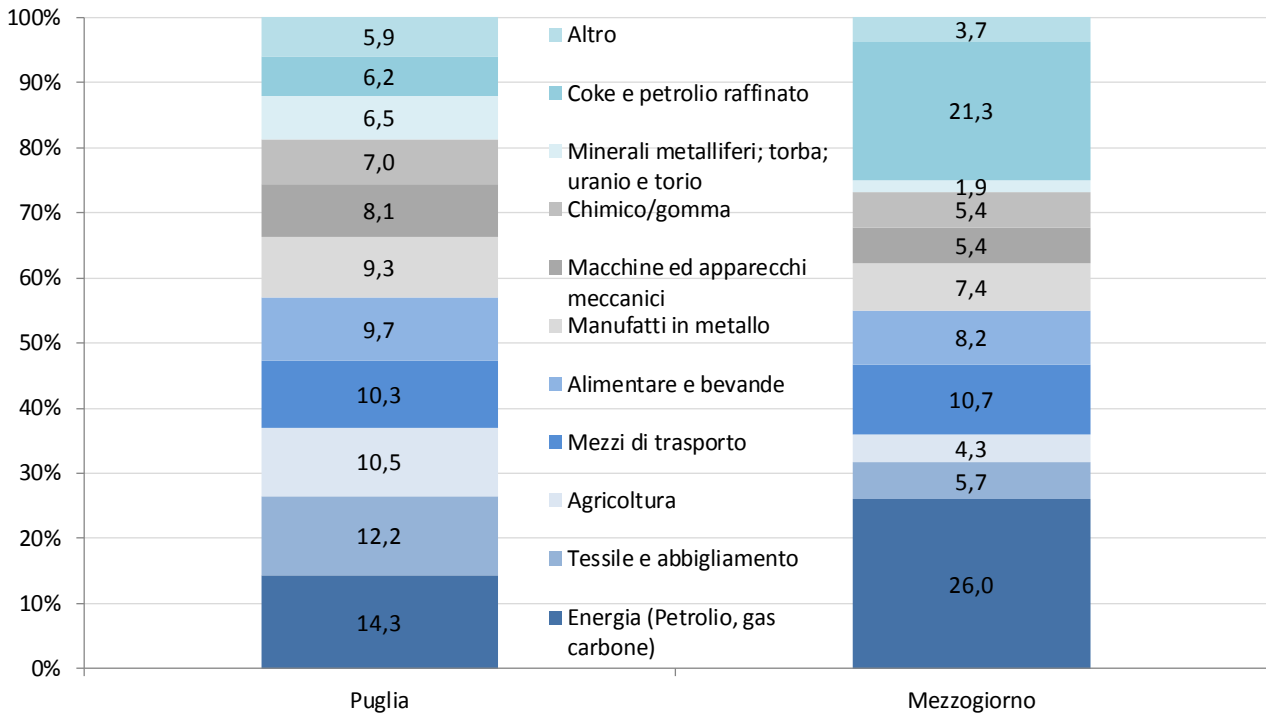 100%
90%
80%
70%
60%
50%
40%
30%
20%
10%
0%
5,9
6,2
6,5
7,0
8,1
9,3
9,7
10,3
10,5
12,2
14,3
Altro
Coke e petrolio raffinato
Minerali metalliferi; torba;
uranio e torio
Chimico/gomma
Macchine ed apparecchi
meccanici
Manufatti in metallo
Alimentare e bevande
Mezzi di trasporto
Agricoltura
Tessile e abbigliamento
Energia (Petrolio, gas
carbone)
3,7
21,3
1,9
5,4
5,4
7,4
8,2
10,7
4,3
5,7
26,0
Puglia
Mezzogiorno